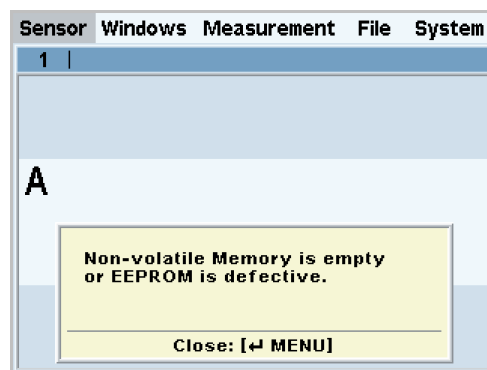 Sensor Windows Measurement File System
1 |
A
Non-volatile Memory is empty
or EEPROM is defective.
Close: [↵ MENU]